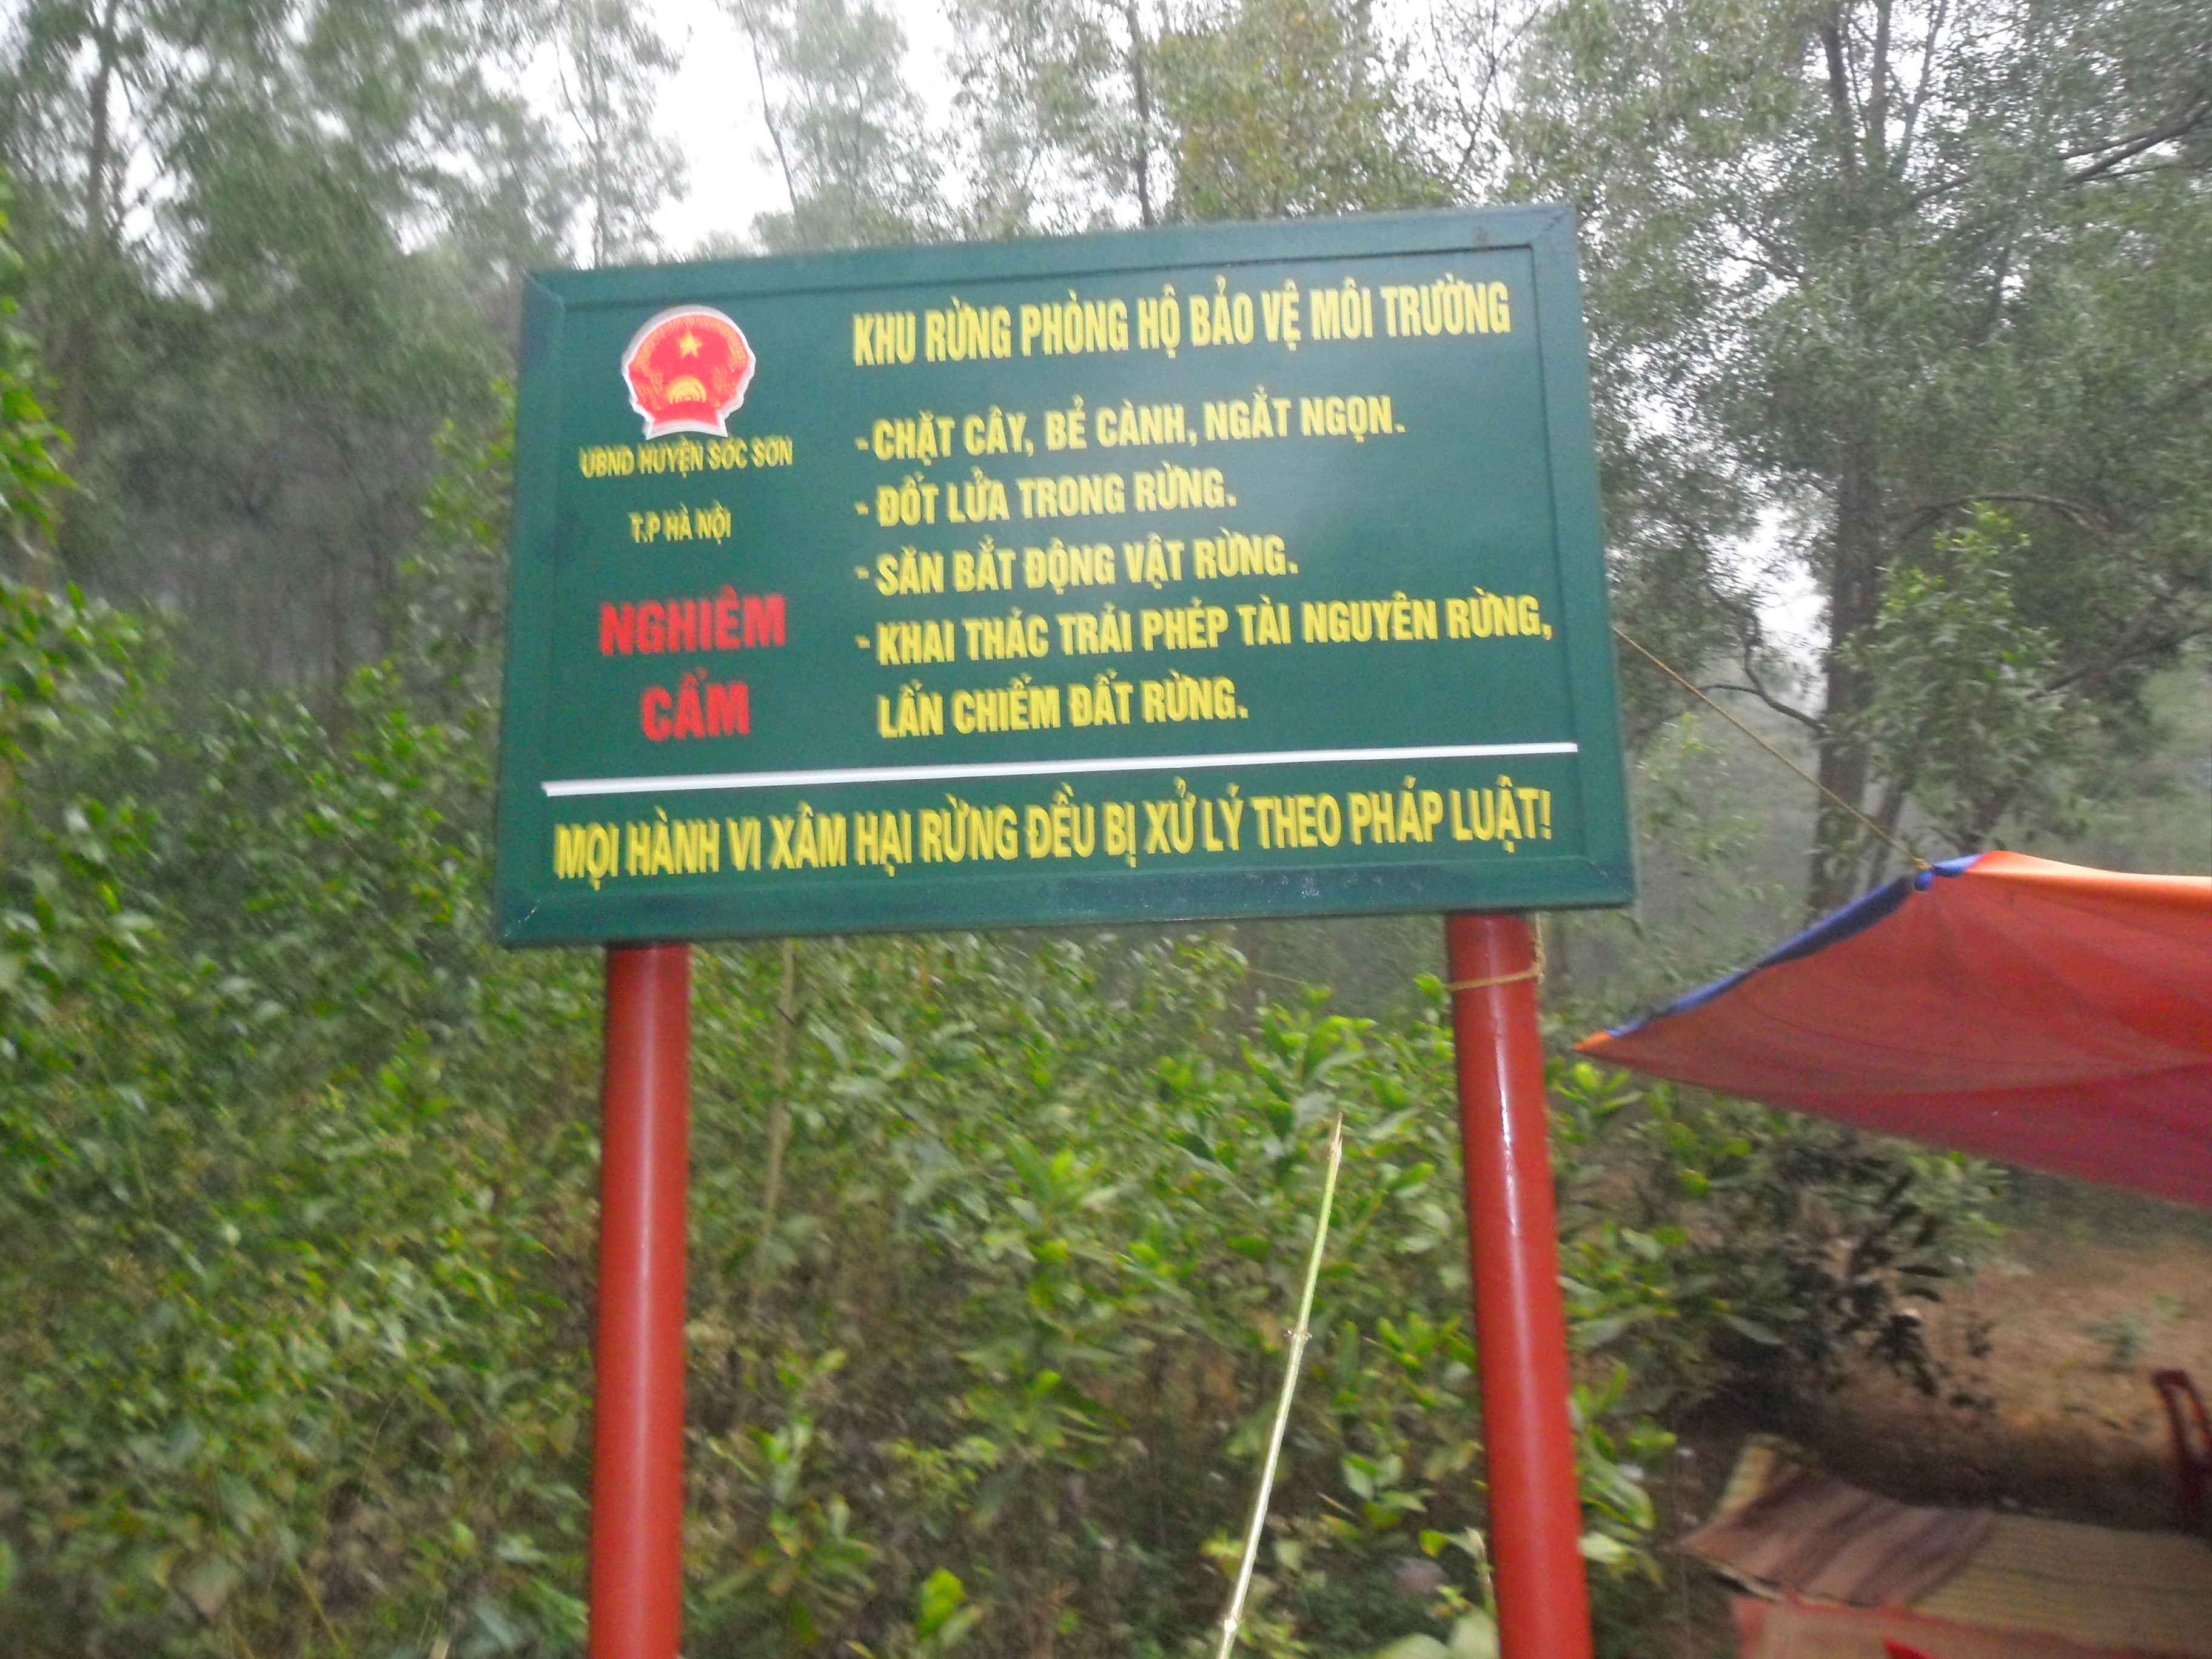 UBND HUYỆN SÓC SƠN
T.P HÀ NỘI
NGHIÊM
CẤM
KHU RỪNG PHÒNG HỘ BẢO VỆ MÔI TRƯỜNG
- CHẶT CÂY, BẺ CÀNH, NGẮT NGỌN.
- ĐỐT LỬA TRONG RỪNG.
- SĂN BẮT ĐỘNG VẬT RỪNG.
- KHAI THÁC TRÁI PHÉP TÀI NGUYÊN RỪNG,
LẤN CHIẾM ĐẤT RỪNG.
MỌI HÀNH VI XÂM HẠI RỪNG ĐỀU BỊ XỬ LÝ THEO PHÁP LUẬT!